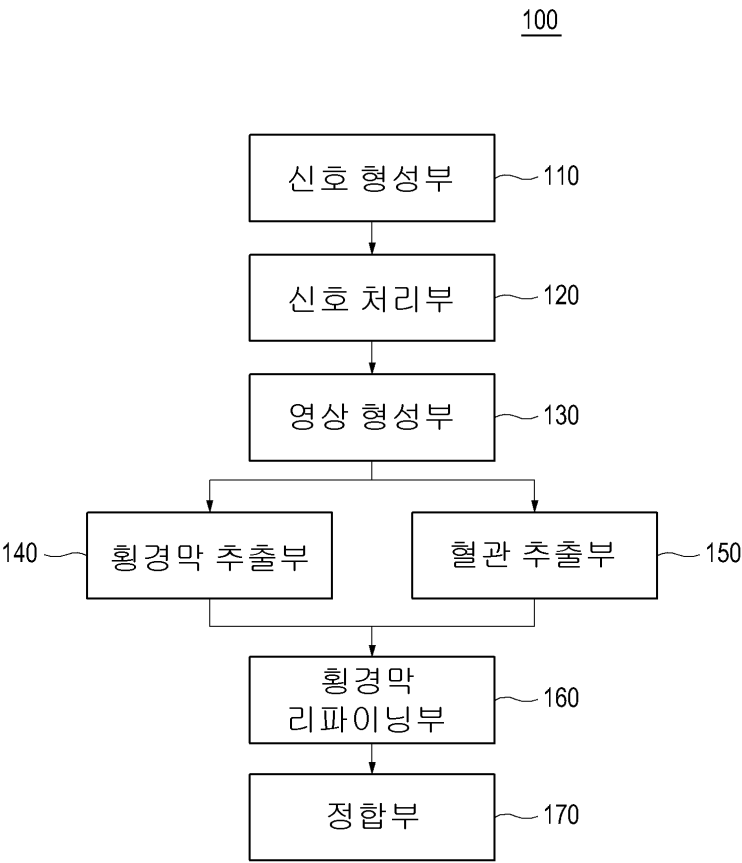 100
신호 형성부 110
신호 처리부 120
영상 형성부 130
140 횡경막 추출부 혈관 추출부 150
횡경막
리파이닝부 160
정합부 170